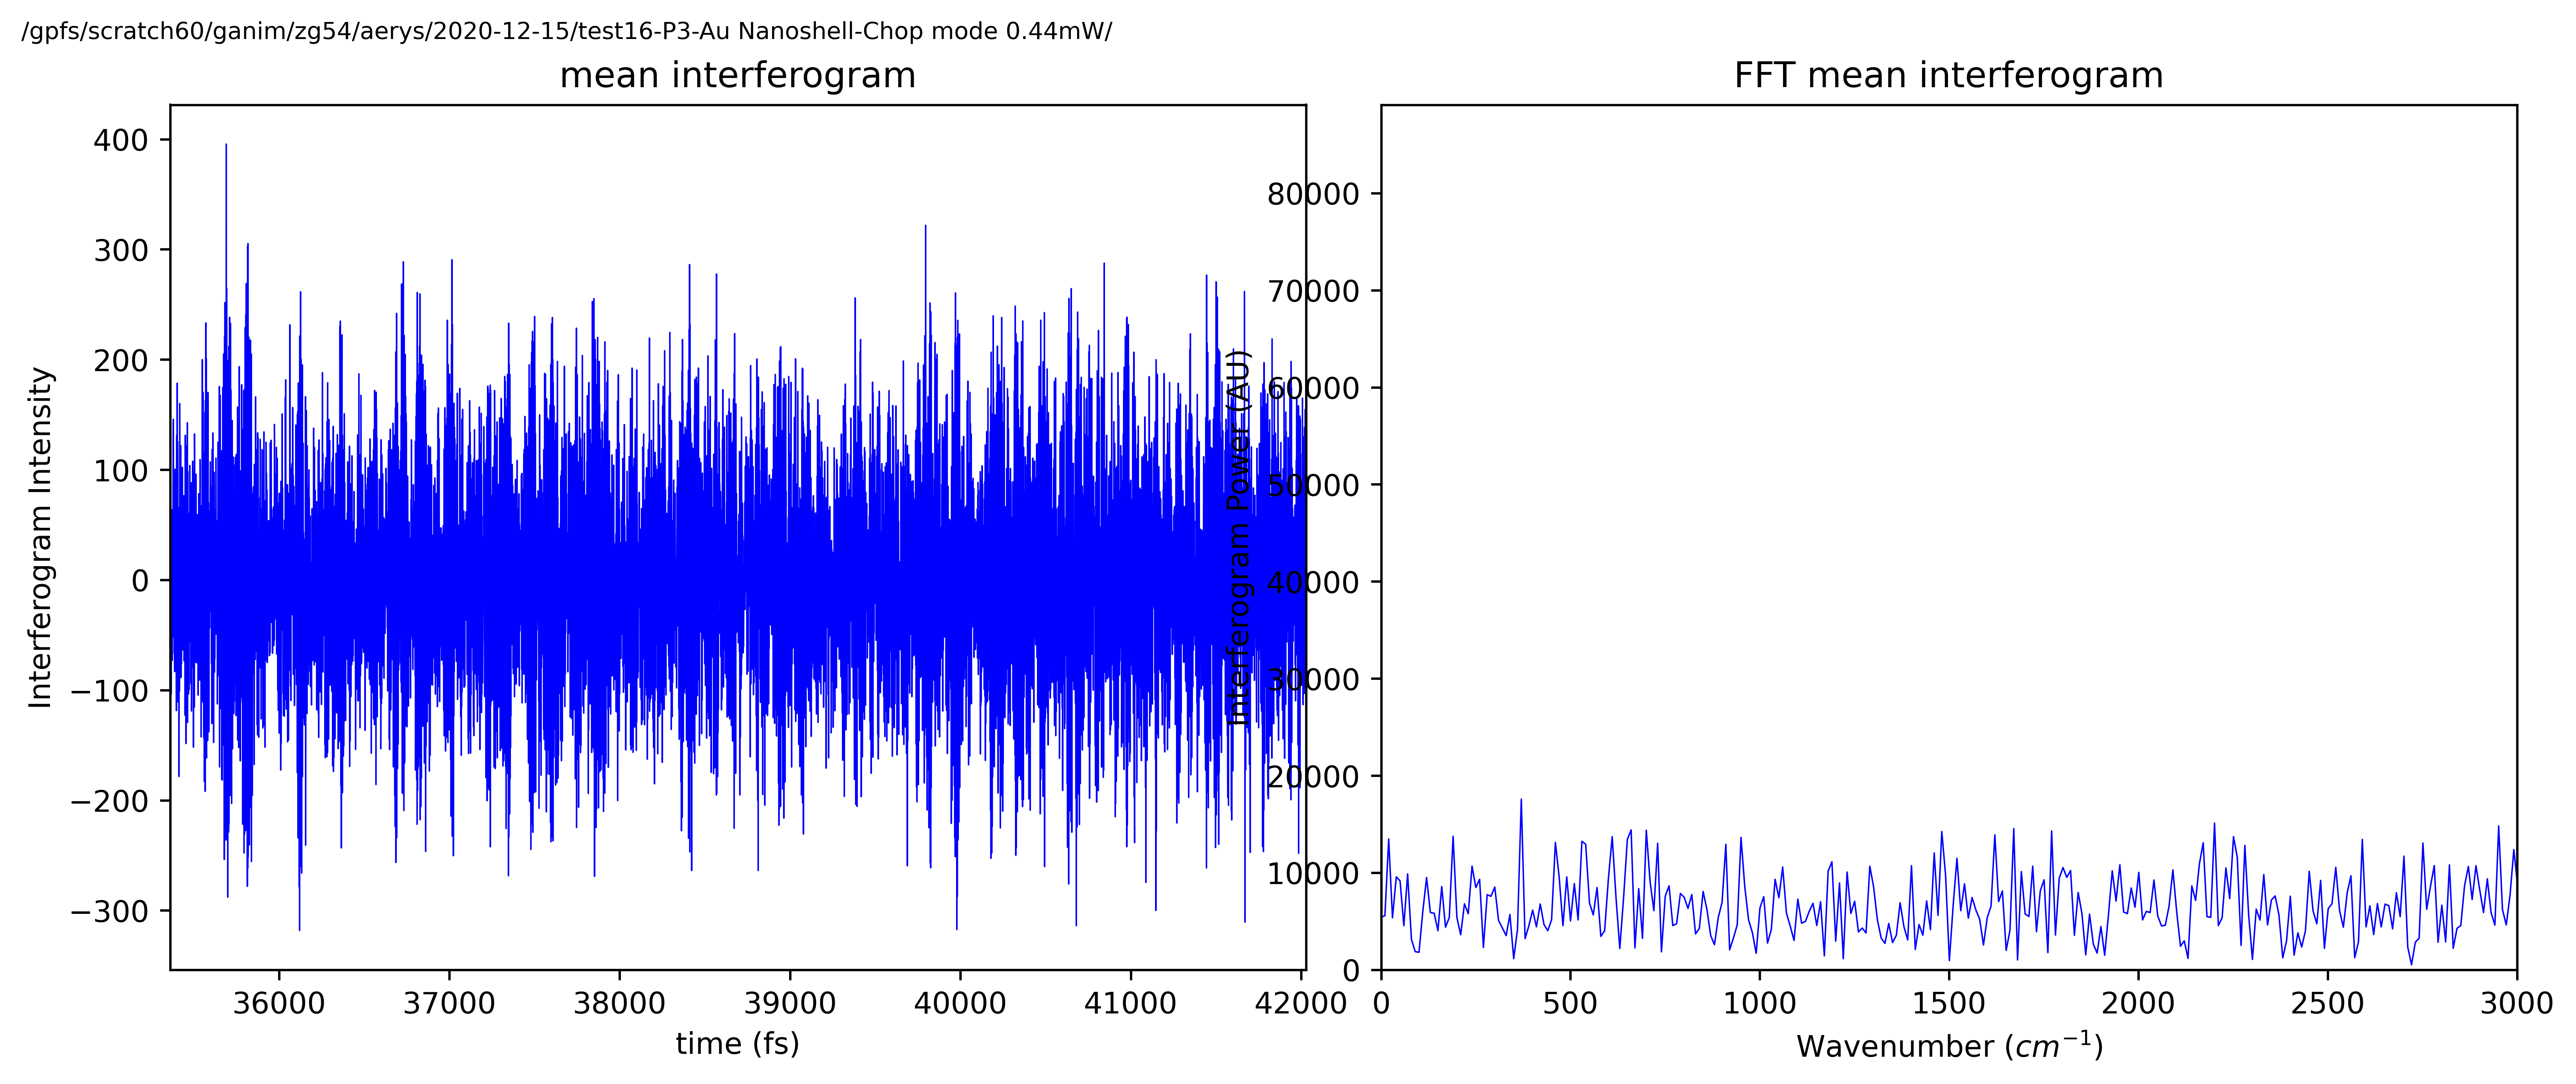 /gpfs/scratch60/ganim/zg54/aerys/2020-12-15/test16-P3-Au Nanoshell-Chop mode 0.44mW/
mean interferogram
400
300
200
100
0
−100
−200
−300
Interferogram Intensity
36000 37000 38000 39000 40000 41000 42000
time (fs)
FFT mean interferogram
80000
70000
60000
50000
40000
30000
20000
10000
0
Interferogram Power (AU)
0 500 1000 1500 2000 2500 3000
Wavenumber (cm⁻¹)